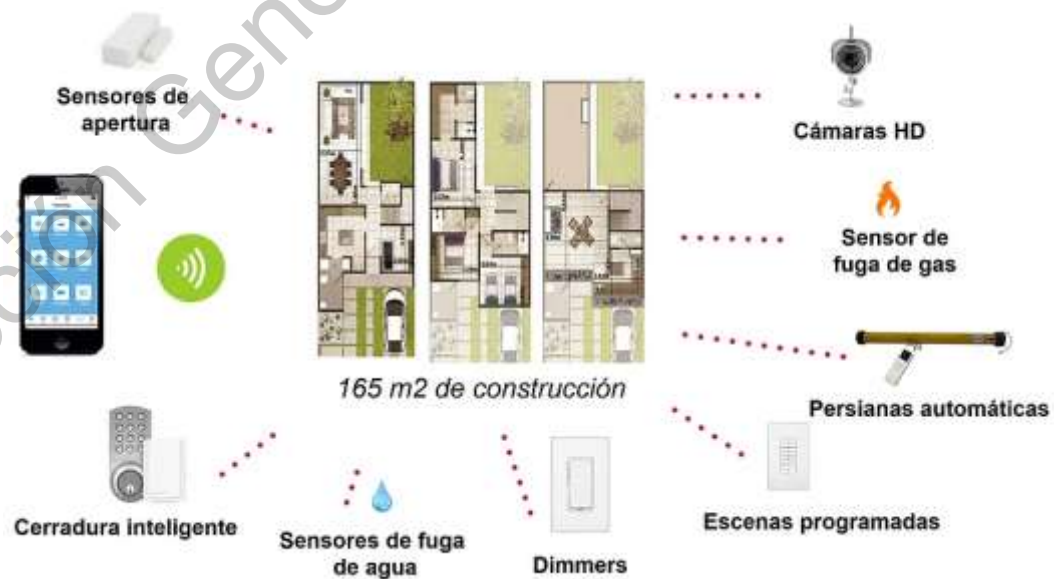 Sensores de
apertura
Cámaras HD
Sensor de
fuga de gas
165 m2 de construcción
Persianas automáticas
Cerradura inteligente
Sensores de fuga
de agua
Dimmers
Escenas programadas